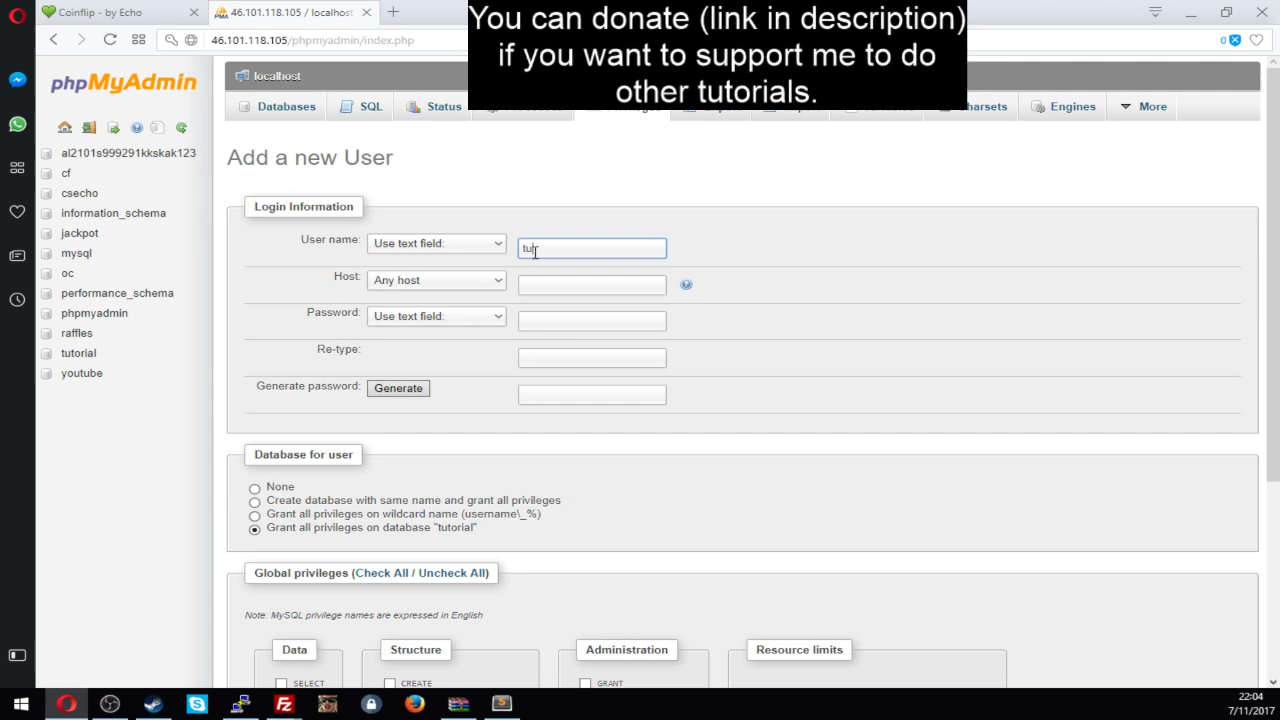 Coinflip - by Echo
46.101.118.105 / localhost
You can donate (link in description)
if you want to support me to do
other tutorials.
46.101.118.105/phpmyadmin/index.php
0
phpMyAdmin
localhost
Databases
SQL
Status
charsets
Engines
More
al2101s999291kkskak123
cf
csecho
information_schema
jackpot
mysql
oc
performance_schema
phpmyadmin
raffles
tutorial
youtube
Add a new User
Login Information
User name:
Use text field:
tut
Host:
Any host
Password:
Use text field:
Re-type:
Generate password:
Generate
Database for user
None
Create database with same name and grant all privileges
Grant all privileges on wildcard name (username\_%)
Grant all privileges on database "tutorial"
Global privileges (Check All / Uncheck All)
Note: MySQL privilege names are expressed in English
Data
Structure
Administration
Resource limits
SELECT
CREATE
GRANT
22:04
7/11/2017